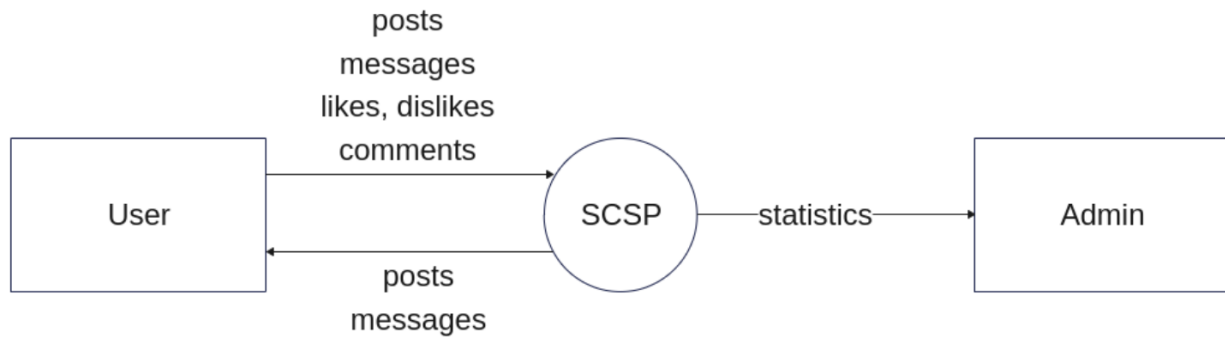 posts
messages
likes, dislikes
comments
User
SCSP
statistics
Admin
posts
messages